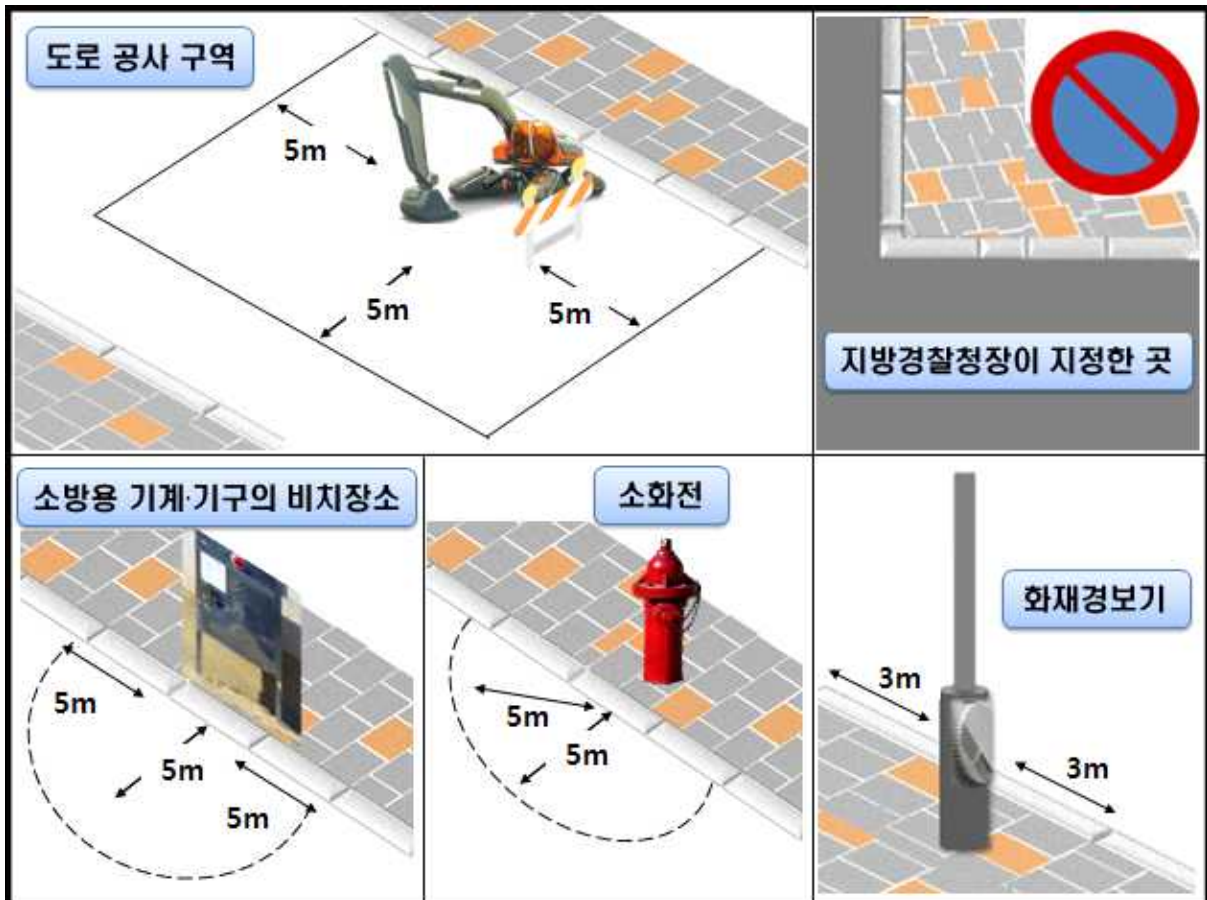 도로 공사 구역
5m
5m
5m
지방경찰청장이 지정한 곳
소방용 기계·기구의 비치장소
5m
5m
5m
소화전
5m
5m
화재경보기
3m
3m